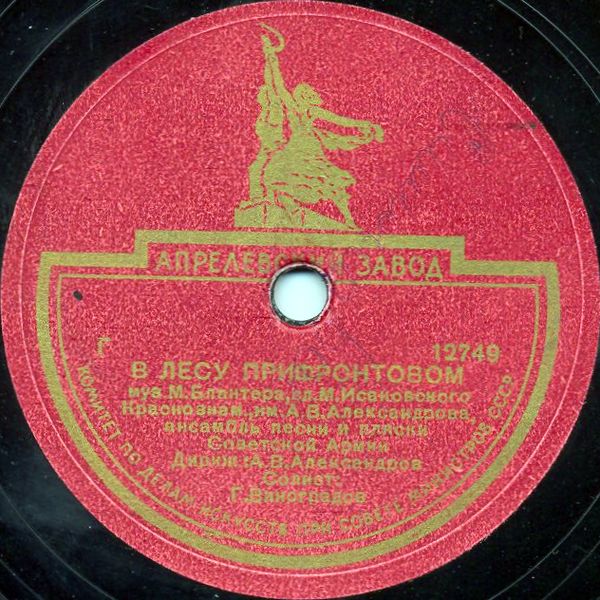 АПРЕЛЕВСКИЙ ЗАВОД
Г 12749
В ЛЕСУ ПРИФРОНТОВОМ
муз. М. Блантера, сл. М. Исаковского
Краснознам. им. А. В. Александрова
ансамбль песни и пляски
Советской Армии
Дириж: А. В. Александров
Солист:
Г. Виноградов
КОМИТЕТ ПО ДЕЛАМ ИСКУССТВ ПРИ СОВЕТЕ МИНИСТРОВ СССР